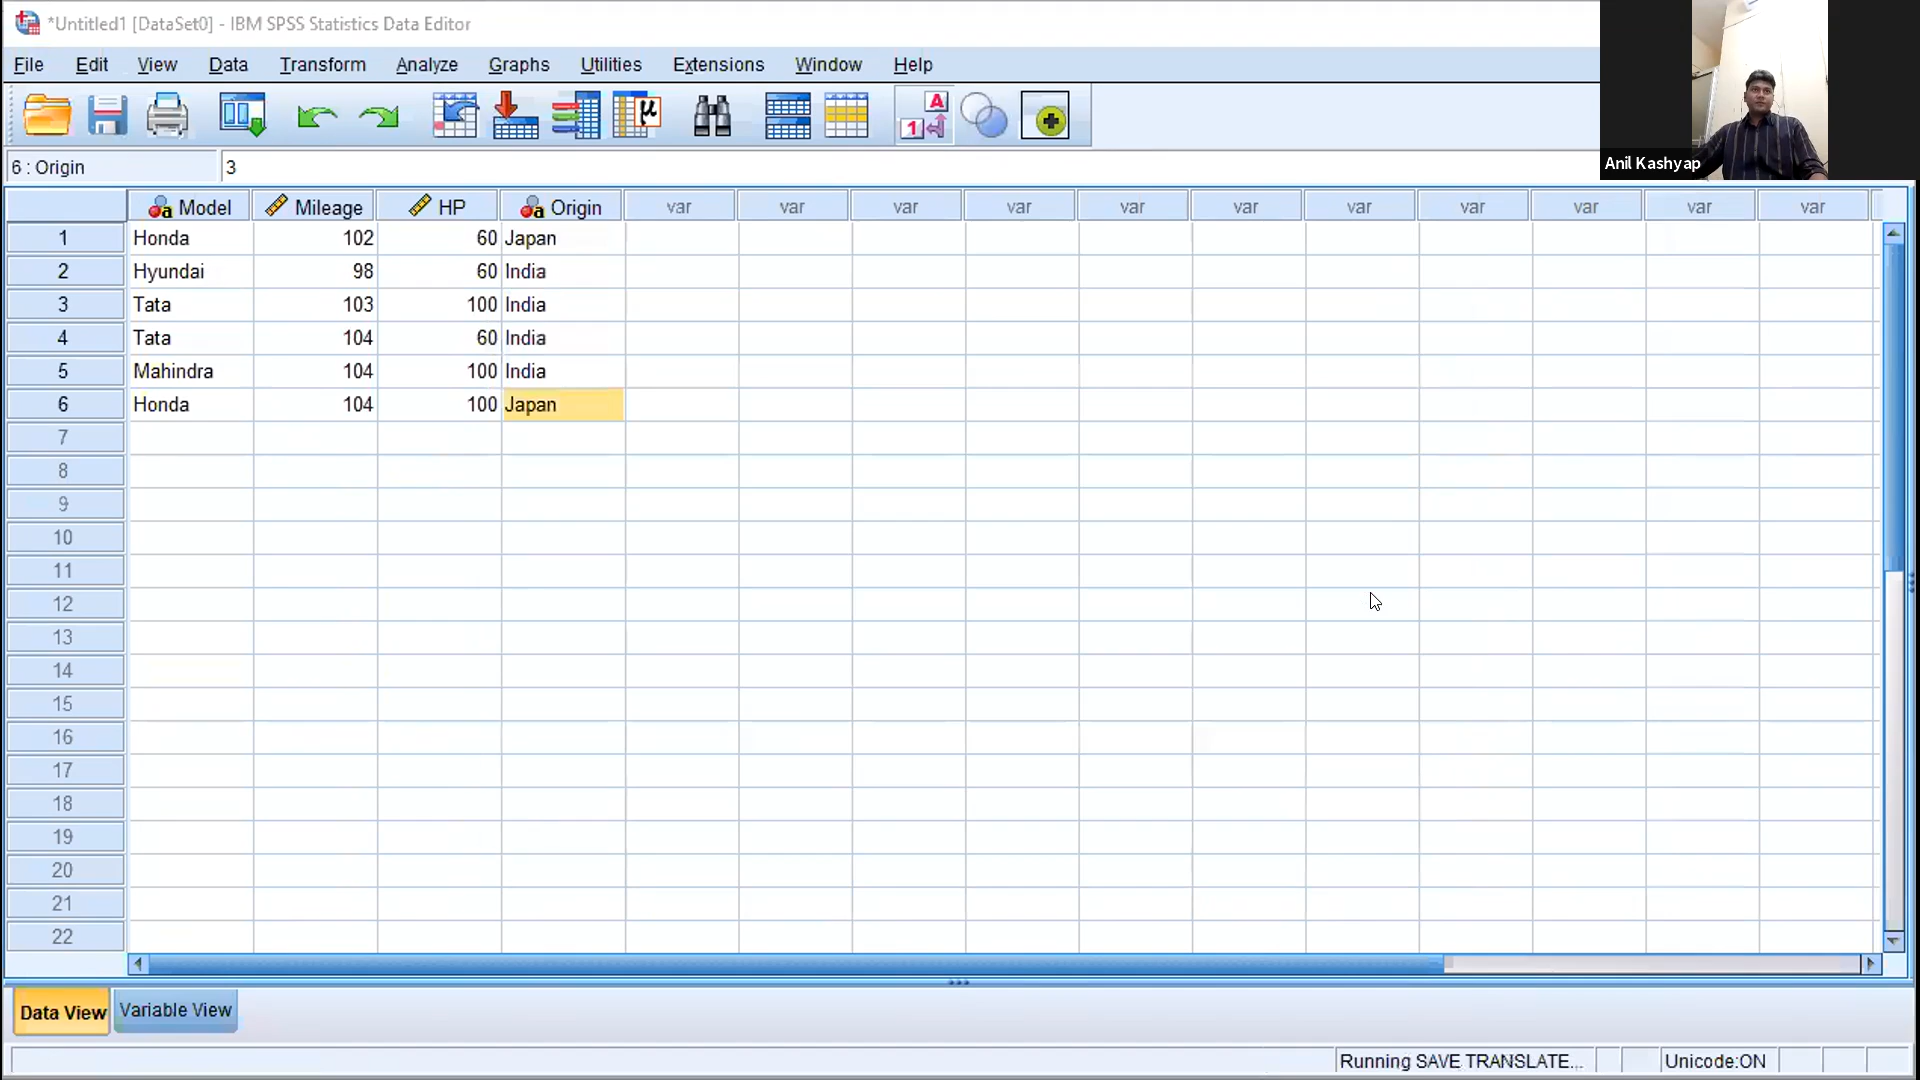 *Untitled1 [DataSet0] - IBM SPSS Statistics Data Editor
File Edit View Data Transform Analyze Graphs Utilities Extensions Window Help
Anil Kashyap
6 : Origin 3
Model Mileage HP Origin var var var var var var var var var var var
1 Honda 102 60 Japan
2 Hyundai 98 60 India
3 Tata 103 100 India
4 Tata 104 60 India
5 Mahindra 104 100 India
6 Honda 104 100 Japan
7
8
9
10
11
12
13
14
15
16
17
18
19
20
21
22
Data View Variable View
Running SAVE TRANSLATE... Unicode:ON